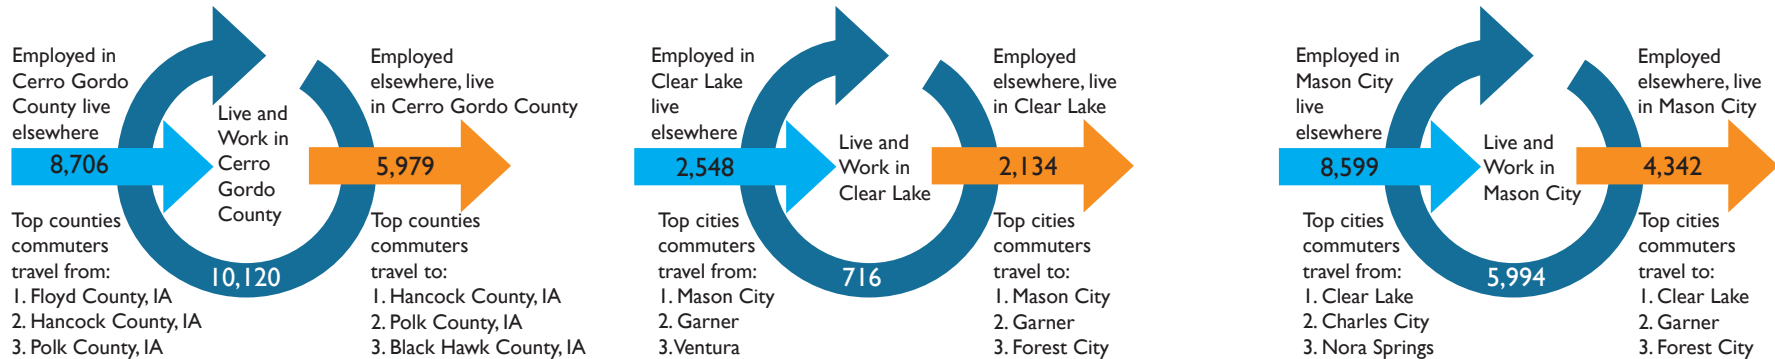 Employed in
Cerro Gordo
County live
elsewhere
8,706
Live and
Work in
Cerro
Gordo
County
Employed
elsewhere, live
in Cerro Gordo County
5,979
Top counties
commuters
travel from:
1. Floyd County, IA
2. Hancock County, IA
3. Polk County, IA
10,120
Top counties
commuters
travel to:
1. Hancock County, IA
2. Polk County, IA
3. Black Hawk County, IA
Employed in
Clear Lake
live
elsewhere
2,548
Live and
Work in
Clear Lake
Employed
elsewhere, live
in Clear Lake
2,134
Top cities
commuters
travel from:
1. Mason City
2. Garner
3. Ventura
716
Top cities
commuters
travel to:
1. Mason City
2. Garner
3. Forest City
Employed in
Mason City
live
elsewhere
8,599
Live and
Work in
Mason City
Employed
elsewhere, live
in Mason City
4,342
Top cities
commuters
travel from:
1. Clear Lake
2. Charles City
3. Nora Springs
5,994
Top cities
commuters
travel to:
1. Clear Lake
2. Garner
3. Forest City